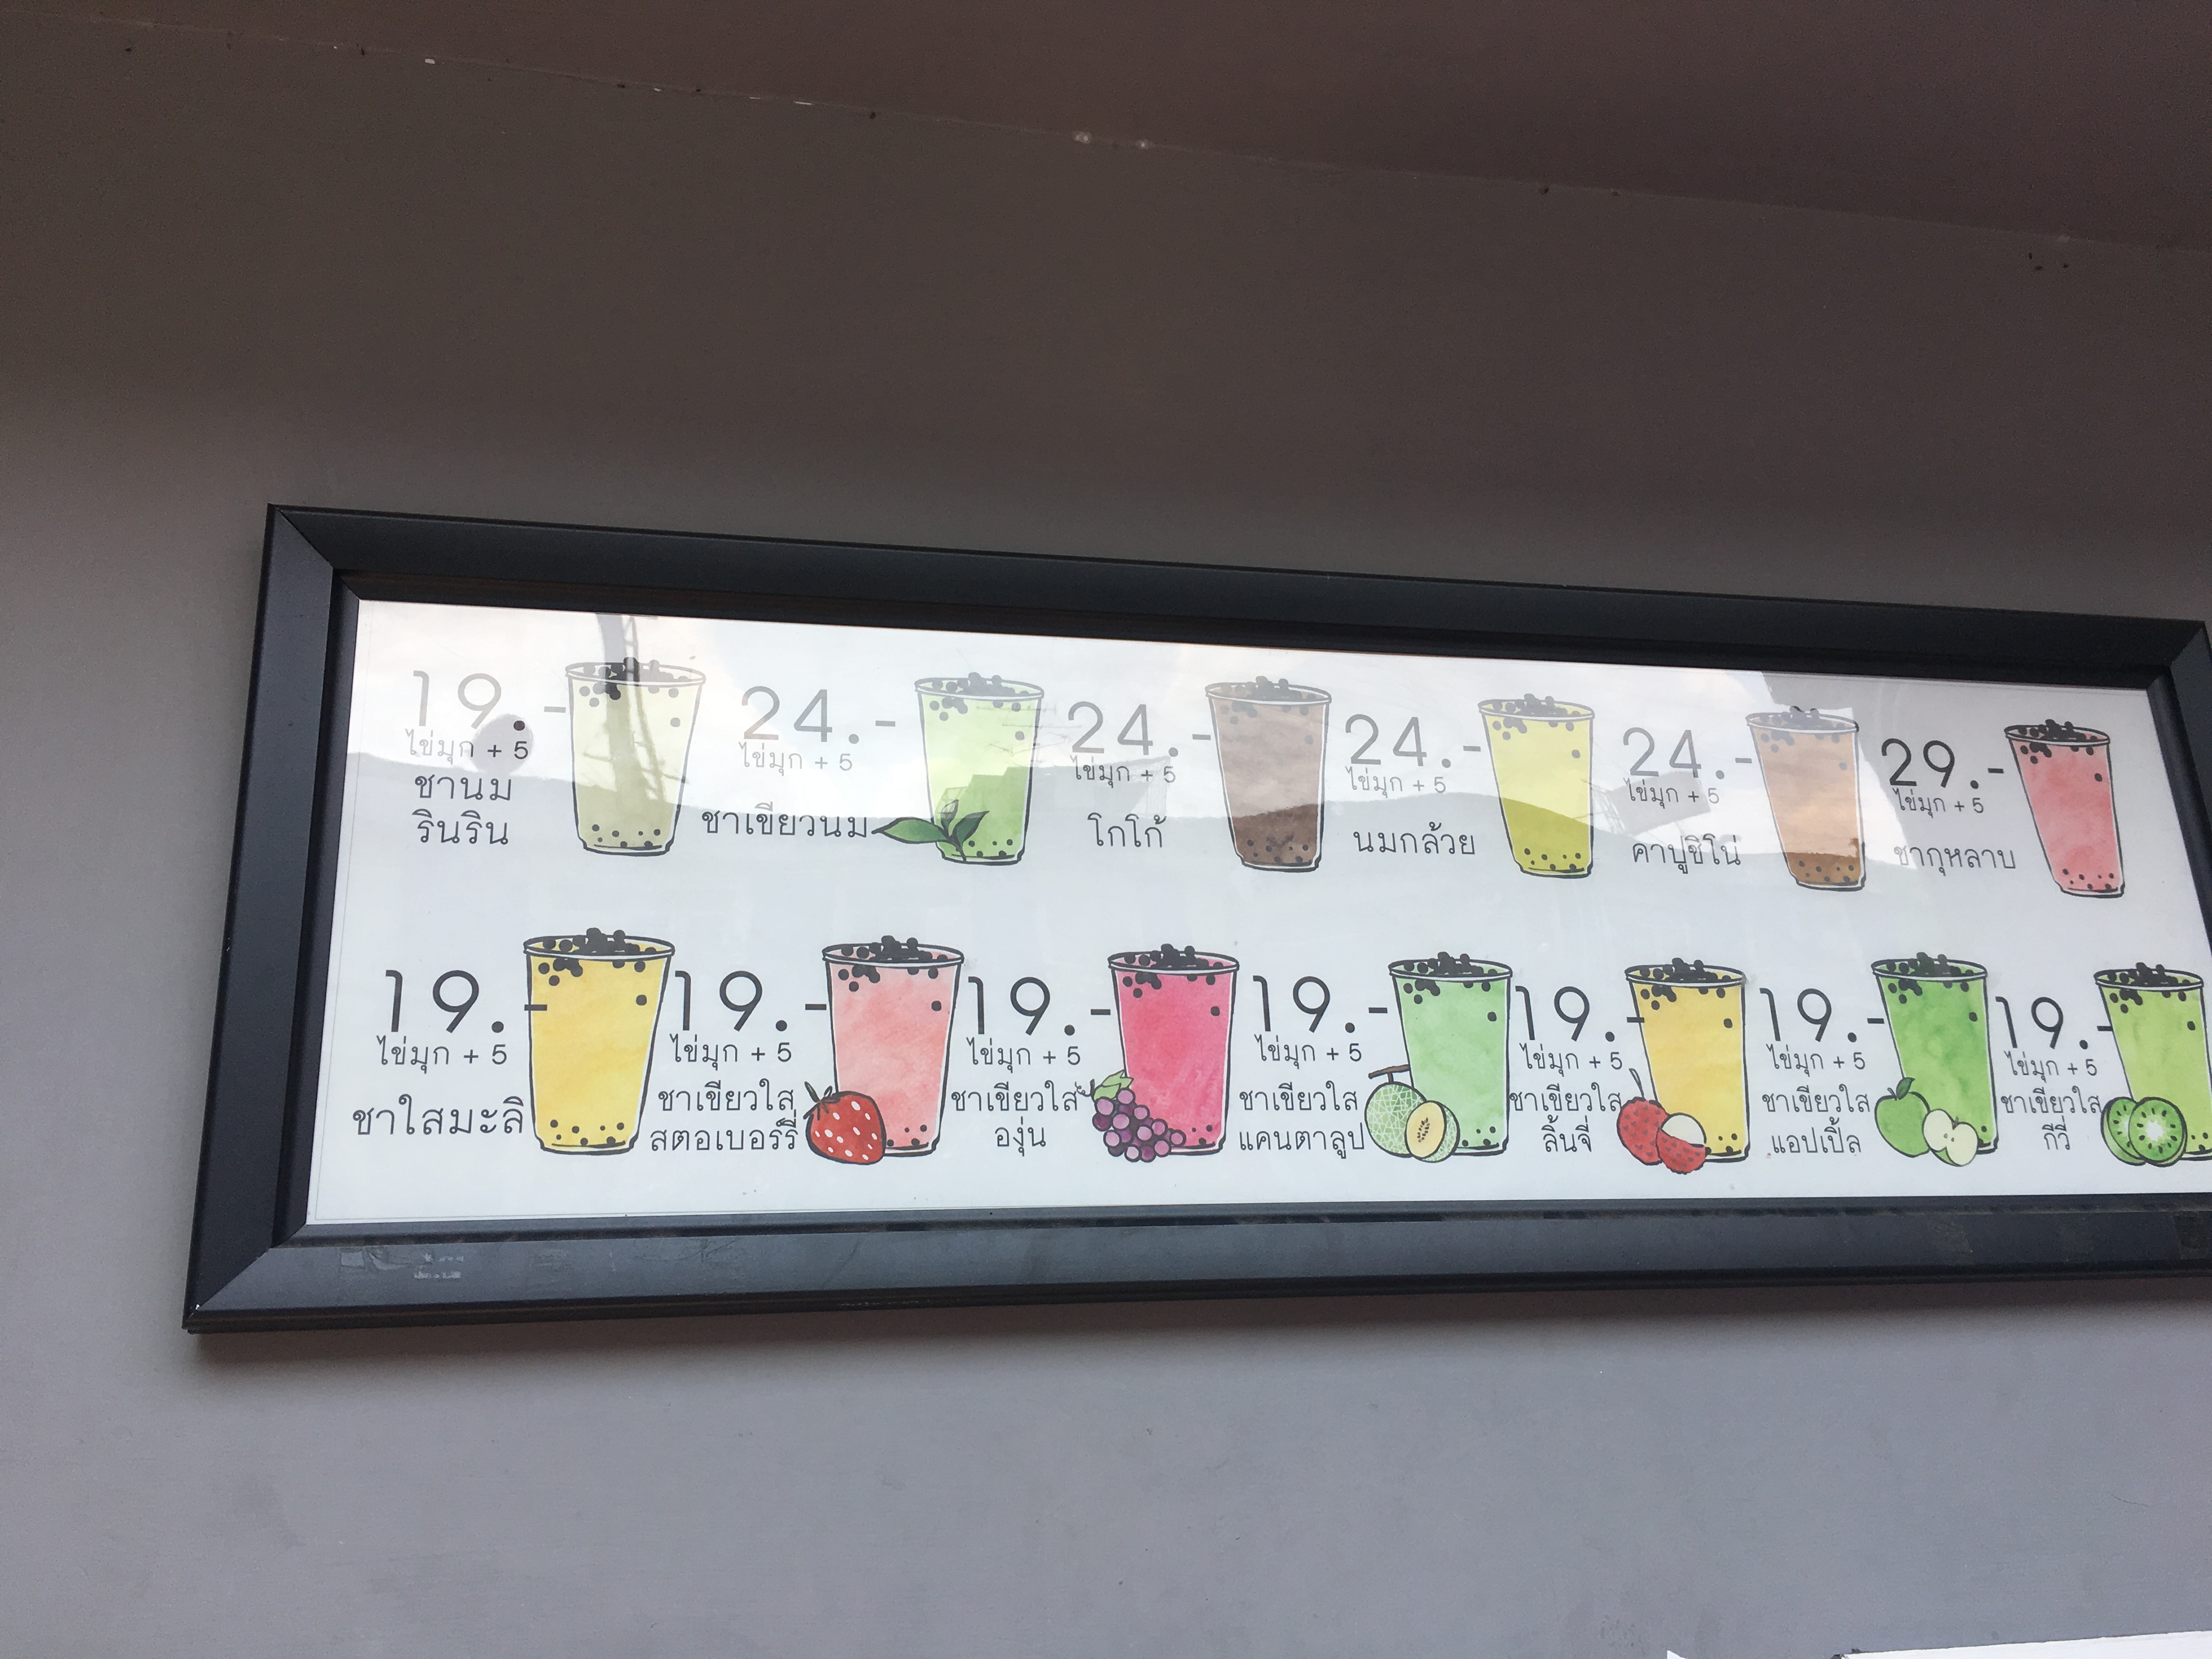 19.-
ไข่มุก + 5
ชานม
รินริน
24.-
ไข่มุก + 5
ชาเขียวนม
24.-
ไข่มุก + 5
โกโก้
24.-
ไข่มุก + 5
นมกล้วย
24.-
ไข่มุก + 5
คาปูชิโน่
29.-
ไข่มุก + 5
ชากุหลาบ
19.-
ไข่มุก + 5
ชาใสมะลิ
19.-
ไข่มุก + 5
ชาเขียวใส
สตอเบอร์รี่
19.-
ไข่มุก + 5
ชาเขียวใส
องุ่น
19.-
ไข่มุก + 5
ชาเขียวใส
แคนตาลูป
19.-
ไข่มุก + 5
ชาเขียวใส
ลิ้นจี่
19.-
ไข่มุก + 5
ชาเขียวใส
แอปเปิ้ล
19.-
ไข่มุก + 5
ชาเขียวใส
กีวี่